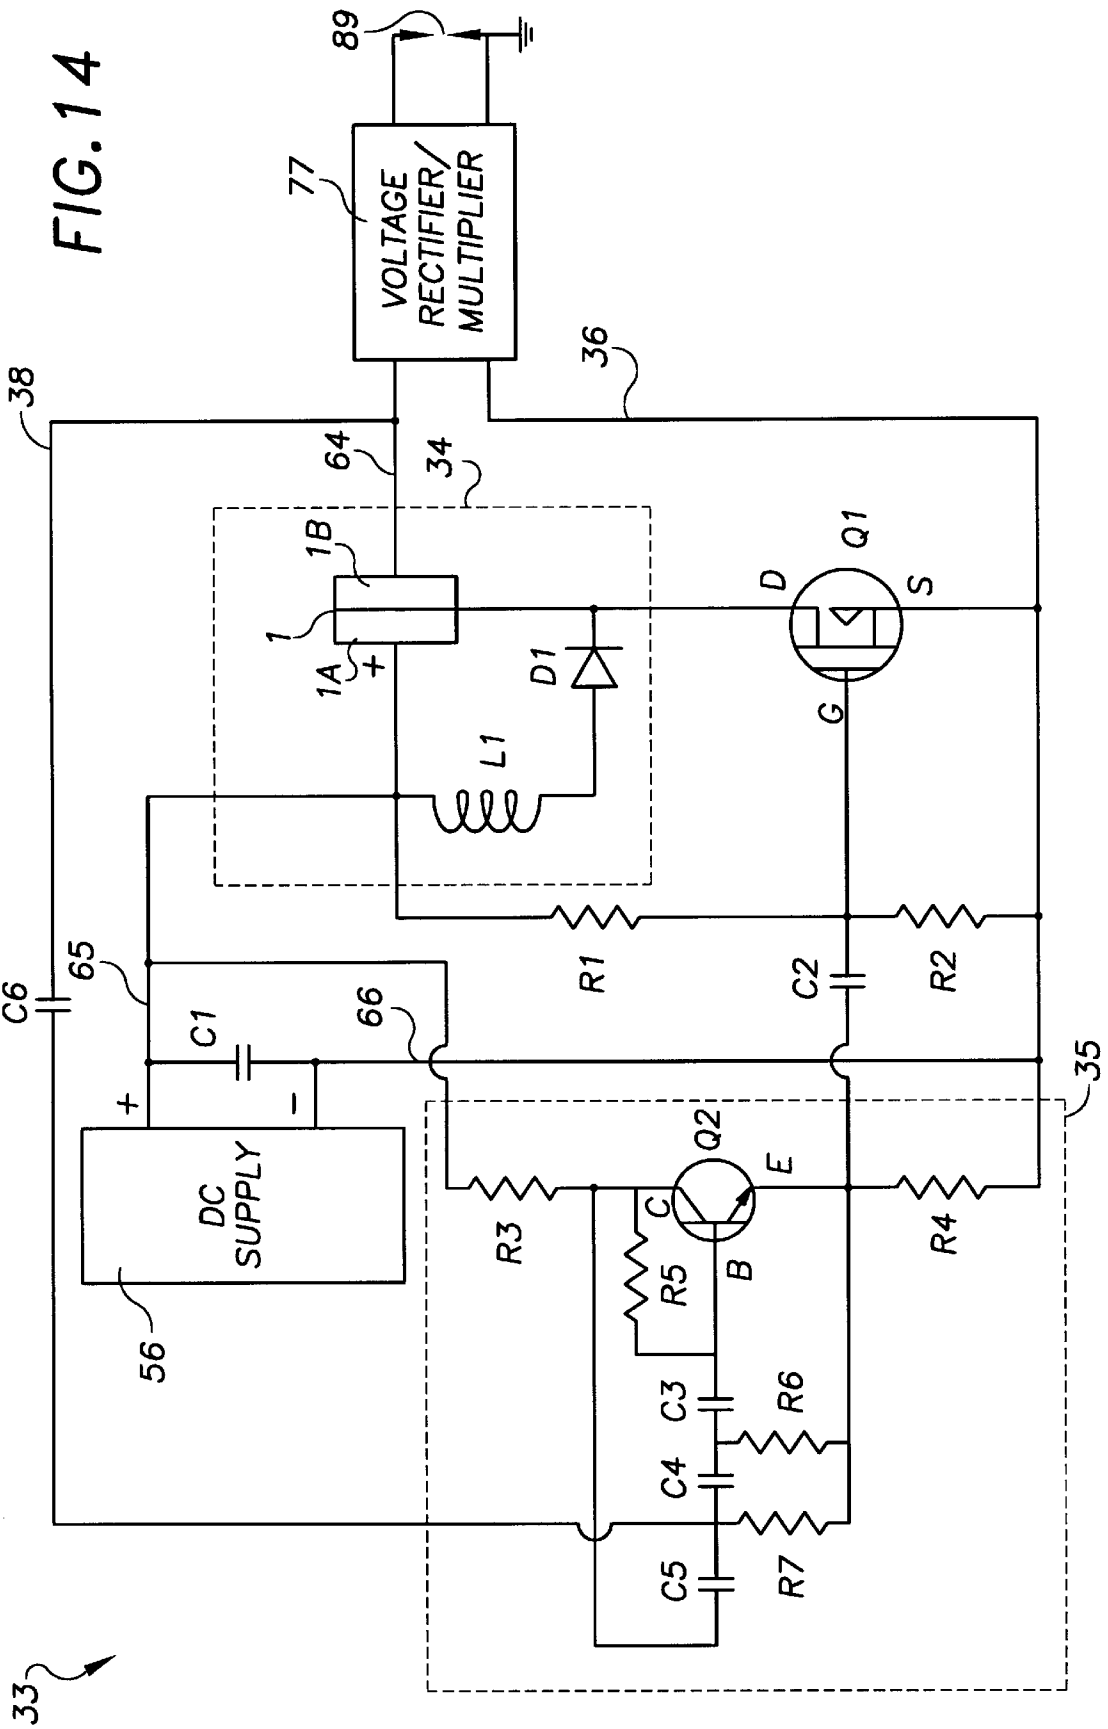 FIG. 14
33
38
C6
65
C1
+
−
DC
SUPPLY
56
66
34
64
1
1A
1B
+
L1
D1
77
VOLTAGE
RECTIFIER/
MULTIPLIER
89
36
R1
R2
C2
D
G
S
Q1
R3
C
Q2
B
E
R5
R4
C3
C4
C5
R6
R7
35